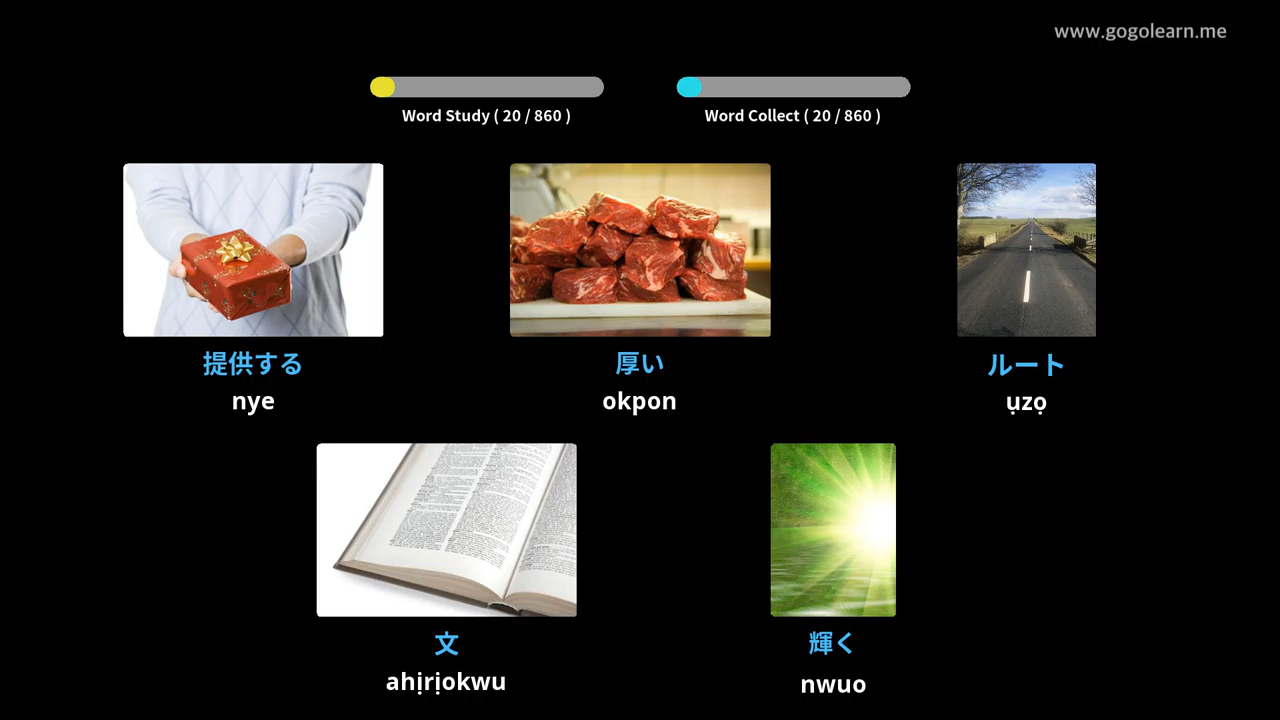 www.gogolearn.me
Word Study ( 20 / 860 )
Word Collect ( 20 / 860 )
提供する
nye
厚い
okpon
ルート
ụzọ
文
ahịrịokwu
輝く
nwuo